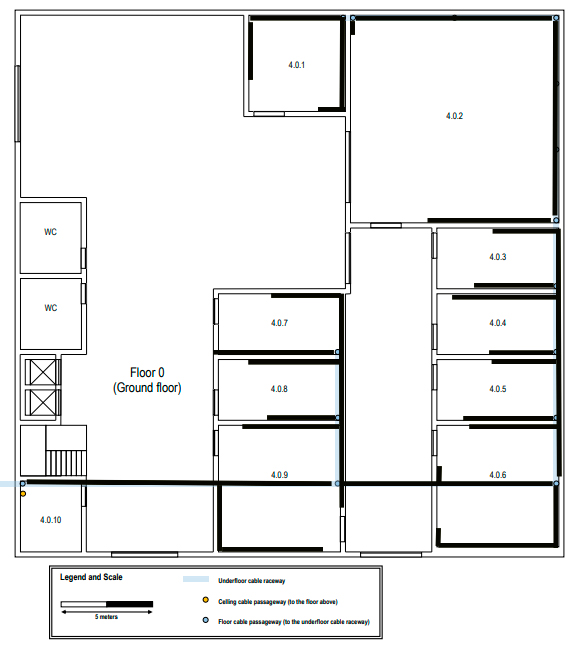 4.0.1
4.0.2
WC
4.0.3
WC
4.0.7
4.0.4
Floor 0
(Ground floor)
4.0.8
4.0.5
4.0.9
4.0.6
4.0.10
Legend and Scale
Underfloor cable raceway
Celling cable passageway (to the floor above)
5 meters
Floor cable passageway (to the underfloor cable raceway)